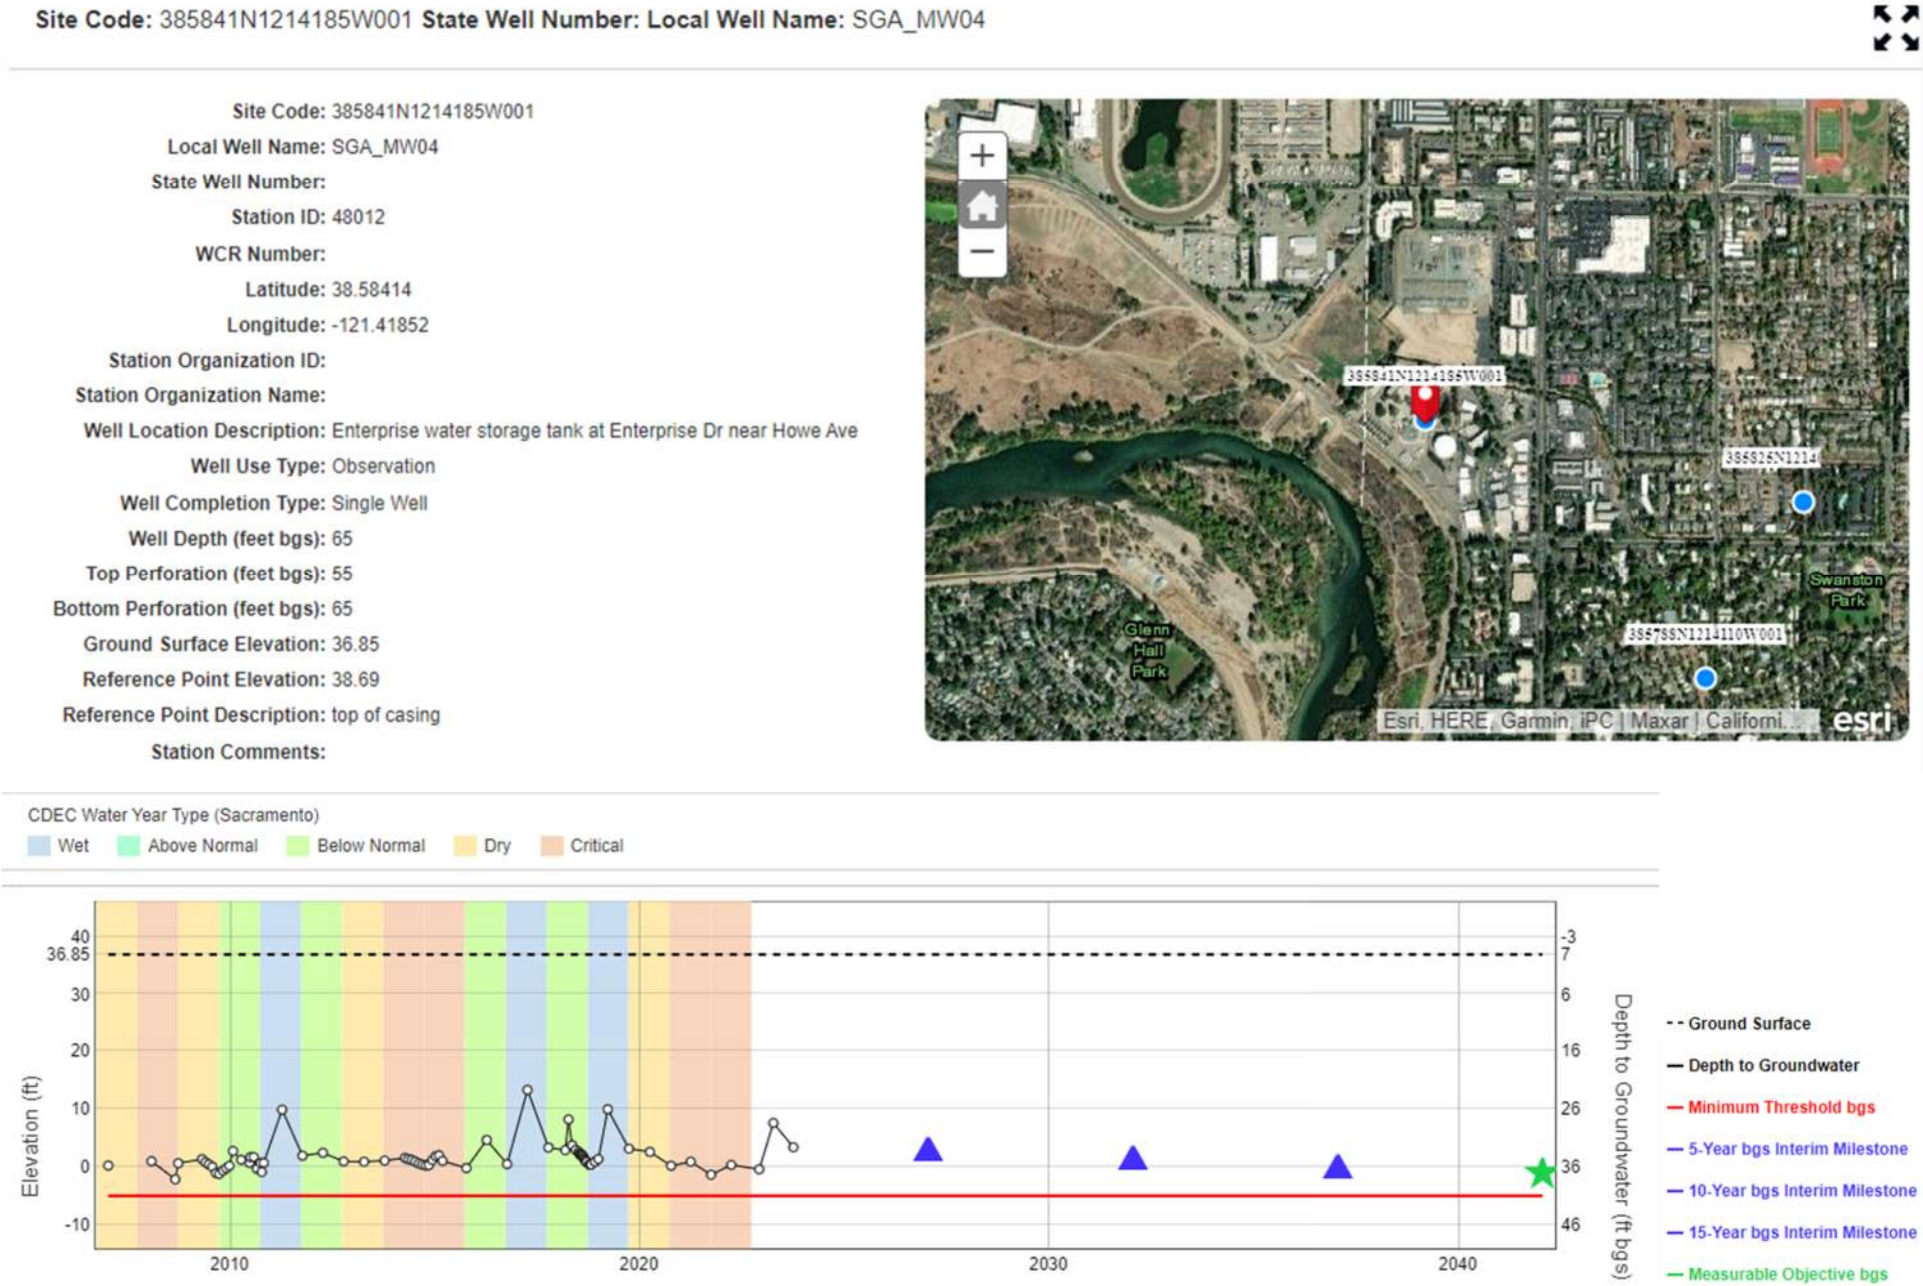 Site Code: 385841N1214185W001 State Well Number: Local Well Name: SGA_MW04
Site Code: 385841N1214185W001
Local Well Name: SGA_MW04
State Well Number:
Station ID: 48012
WCR Number:
Latitude: 38.58414
Longitude: -121.41852
Station Organization ID:
Station Organization Name:
Well Location Description: Enterprise water storage tank at Enterprise Dr near Howe Ave
Well Use Type: Observation
Well Completion Type: Single Well
Well Depth (feet bgs): 65
Top Perforation (feet bgs): 55
Bottom Perforation (feet bgs): 65
Ground Surface Elevation: 36.85
Reference Point Elevation: 38.69
Reference Point Description: top of casing
Station Comments:
+
−
385841N1214185W001
385825N1214
Swanston
Park
385788N1214110W001
Glenn
Hall
Park
Esri, HERE, Garmin, iPC | Maxar | Californi...
esri
CDEC Water Year Type (Sacramento)
Wet Above Normal Below Normal Dry Critical
Elevation (ft)
40
36.85
30
20
10
0
-10
2010 2020 2030 2040
-3
7
6
16
26
36
46
Depth to Groundwater (ft bgs)
Ground Surface
Depth to Groundwater
Minimum Threshold bgs
5-Year bgs Interim Milestone
10-Year bgs Interim Milestone
15-Year bgs Interim Milestone
Measurable Objective bgs